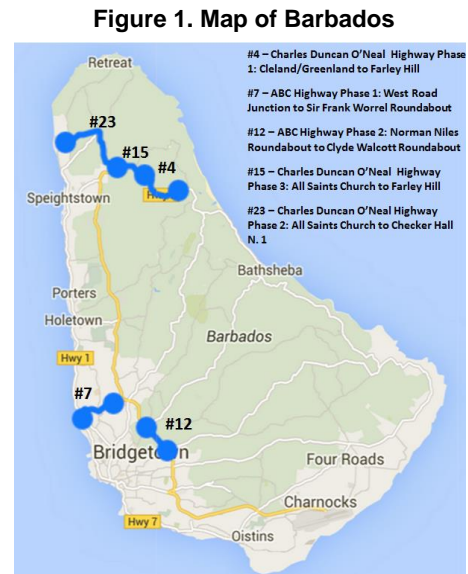 Figure 1. Map of Barbados
#4 – Charles Duncan O'Neal Highway Phase
1: Cleland/Greenland to Farley Hill
#7 – ABC Highway Phase 1: West Road
Junction to Sir Frank Worrel Roundabout
#12 – ABC Highway Phase 2: Norman Niles
Roundabout to Clyde Walcott Roundabout
#15 – Charles Duncan O'Neal Highway
Phase 3: All Saints Church to Farley Hill
#23 – Charles Duncan O'Neal Highway
Phase 2: All Saints Church to Checker Hall
N. 1
Retreat
#23
#15
#4
Speightstown
Bathsheba
Porters
Holetown
Barbados
Hwy 1
#7
#12
Bridgetown
Four Roads
Charnocks
Hwy 7
Oistins